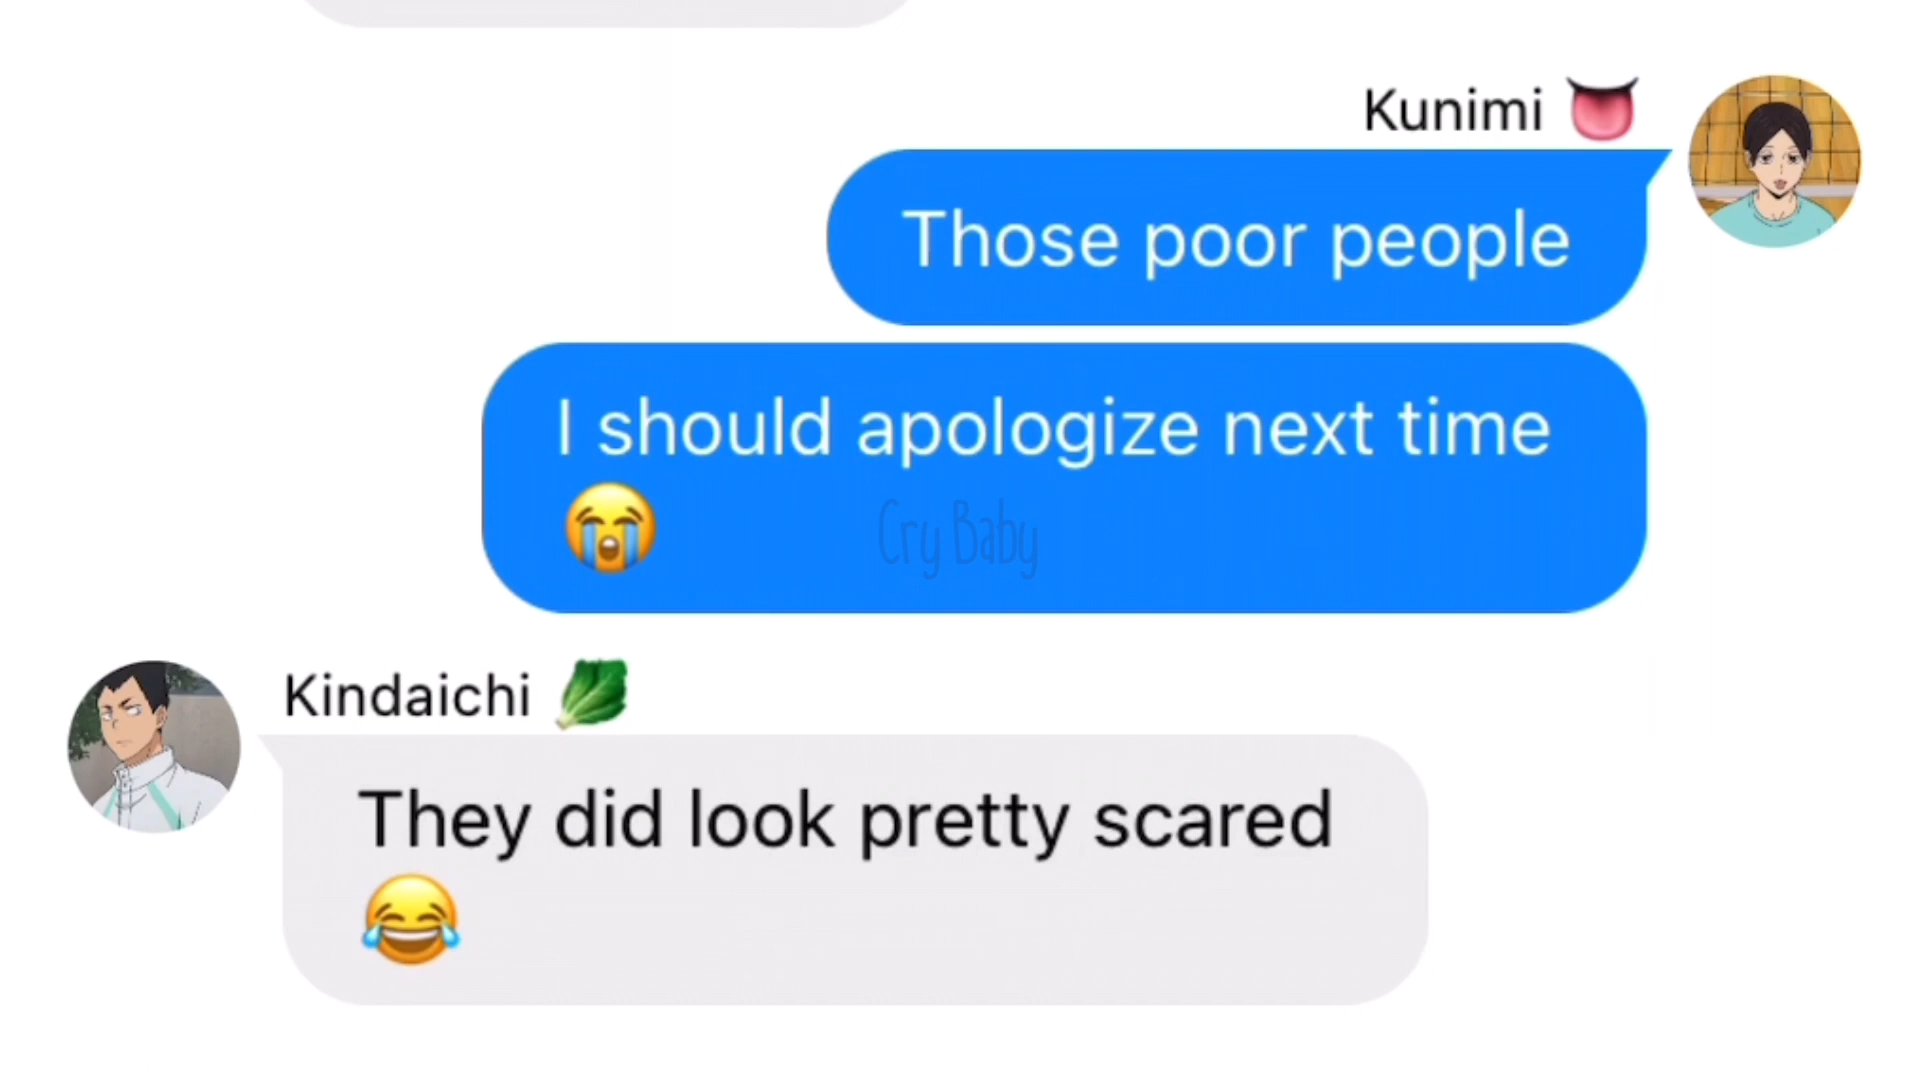 Kunimi 👅
Those poor people
I should apologize next time
😭
Cry Baby
Kindaichi 🥬
They did look pretty scared
😂